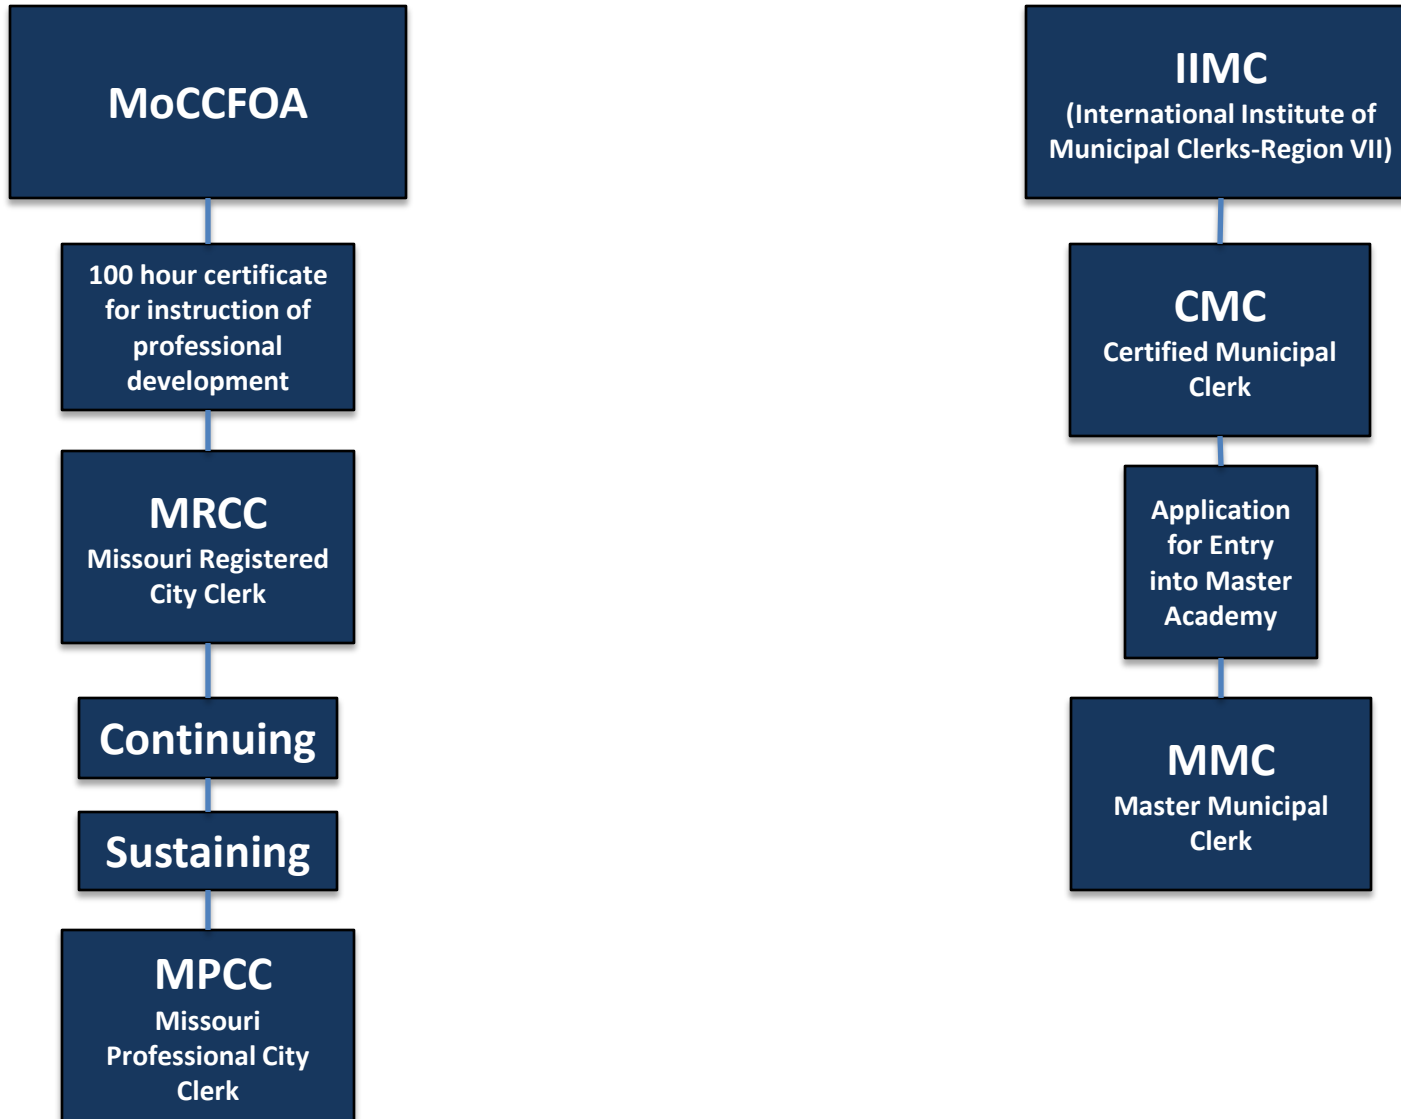 MoCCFOA
100 hour certificate
for instruction of
professional
development
MRCC
Missouri Registered
City Clerk
Continuing
Sustaining
MPCC
Missouri
Professional City
Clerk
IIMC
(International Institute of
Municipal Clerks-Region VII)
CMC
Certified Municipal
Clerk
Application
for Entry
into Master
Academy
MMC
Master Municipal
Clerk